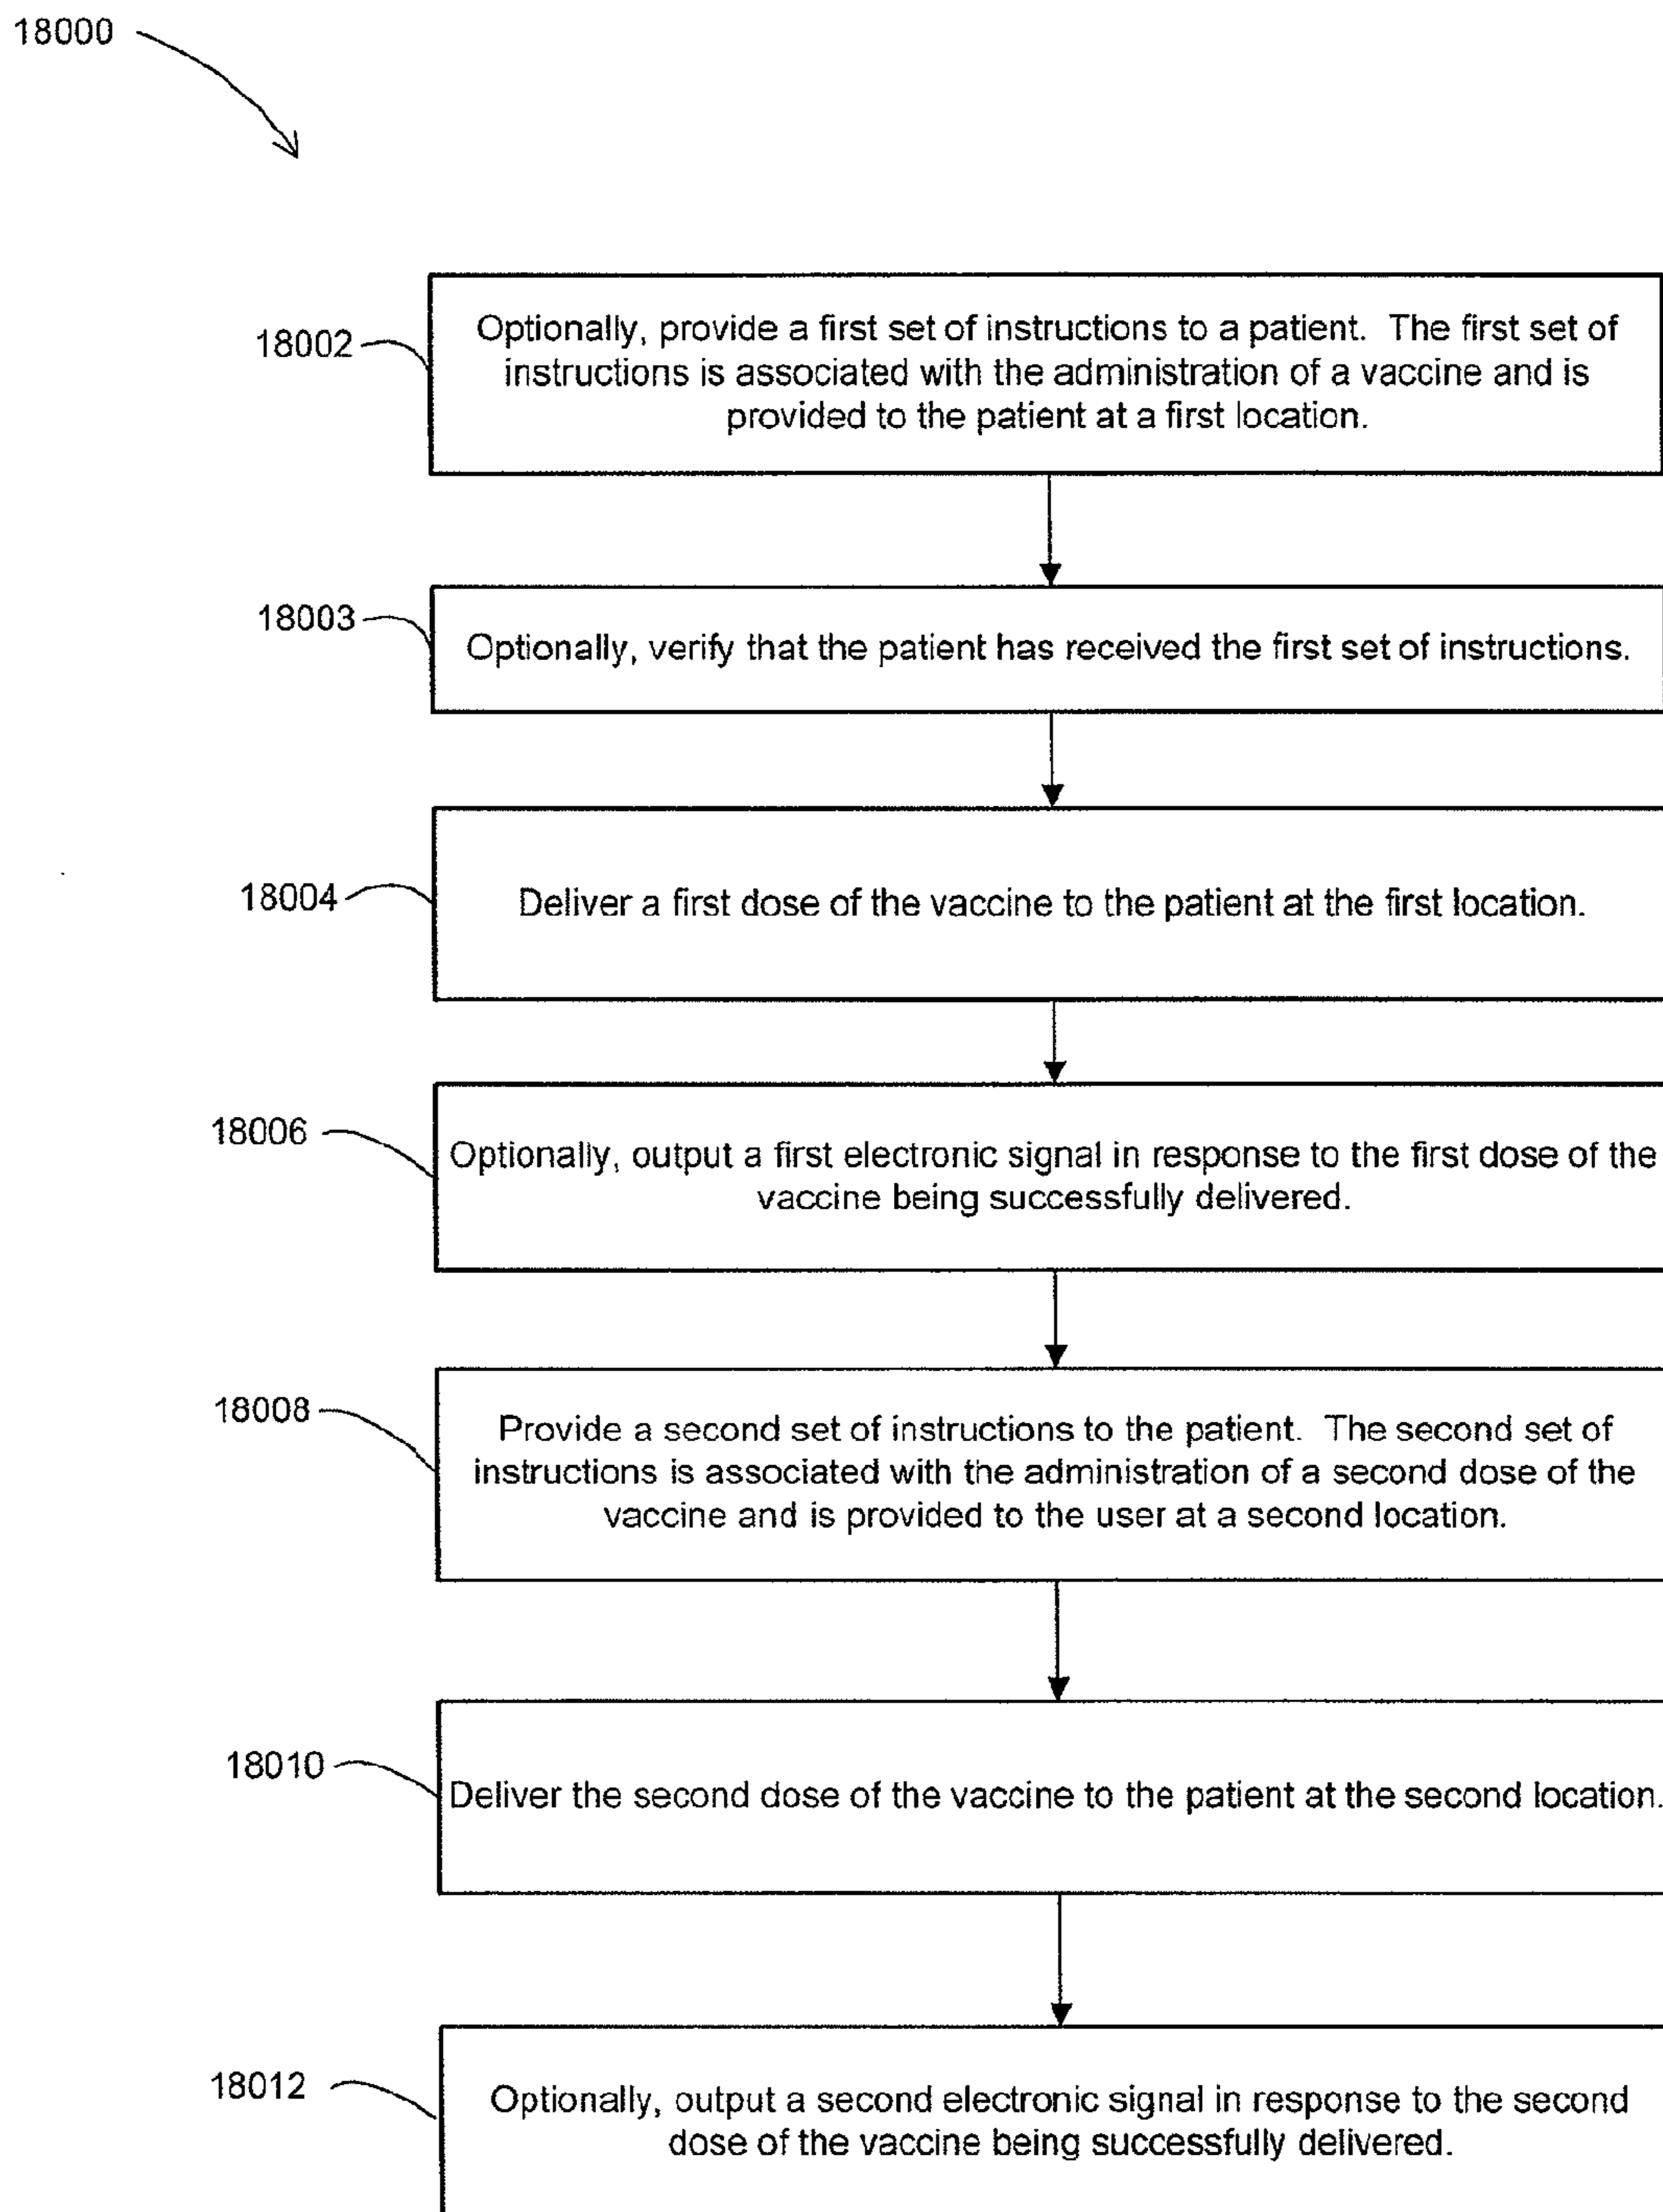 18000
18002
Optionally, provide a first set of instructions to a patient. The first set of
instructions is associated with the administration of a vaccine and is
provided to the patient at a first location.
18003
Optionally, verify that the patient has received the first set of instructions.
18004
Deliver a first dose of the vaccine to the patient at the first location.
18006
Optionally, output a first electronic signal in response to the first dose of the
vaccine being successfully delivered.
18008
Provide a second set of instructions to the patient. The second set of
instructions is associated with the administration of a second dose of the
vaccine and is provided to the user at a second location.
18010
Deliver the second dose of the vaccine to the patient at the second location.
18012
Optionally, output a second electronic signal in response to the second
dose of the vaccine being successfully delivered.